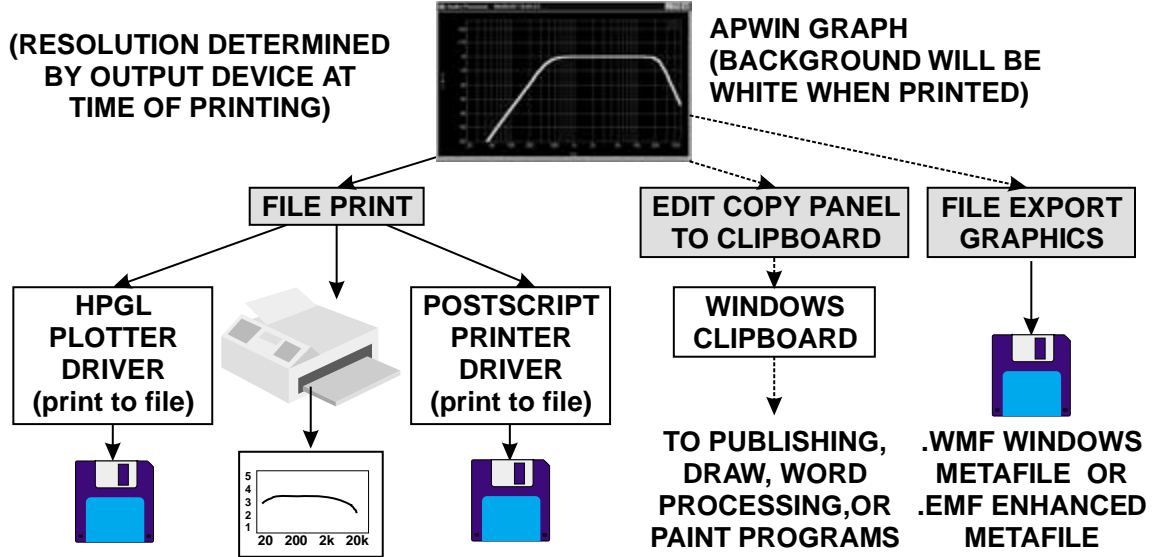 (RESOLUTION DETERMINED
BY OUTPUT DEVICE AT
TIME OF PRINTING)
APWIN GRAPH
(BACKGROUND WILL BE
WHITE WHEN PRINTED)
FILE PRINT
EDIT COPY PANEL
TO CLIPBOARD
FILE EXPORT
GRAPHICS
HPGL
PLOTTER
DRIVER
(print to file)
POSTSCRIPT
PRINTER
DRIVER
(print to file)
WINDOWS
CLIPBOARD
5
4
3
2
1
20 200 2k 20k
TO PUBLISHING,
DRAW, WORD
PROCESSING,OR
PAINT PROGRAMS
.WMF WINDOWS
METAFILE OR
.EMF ENHANCED
METAFILE